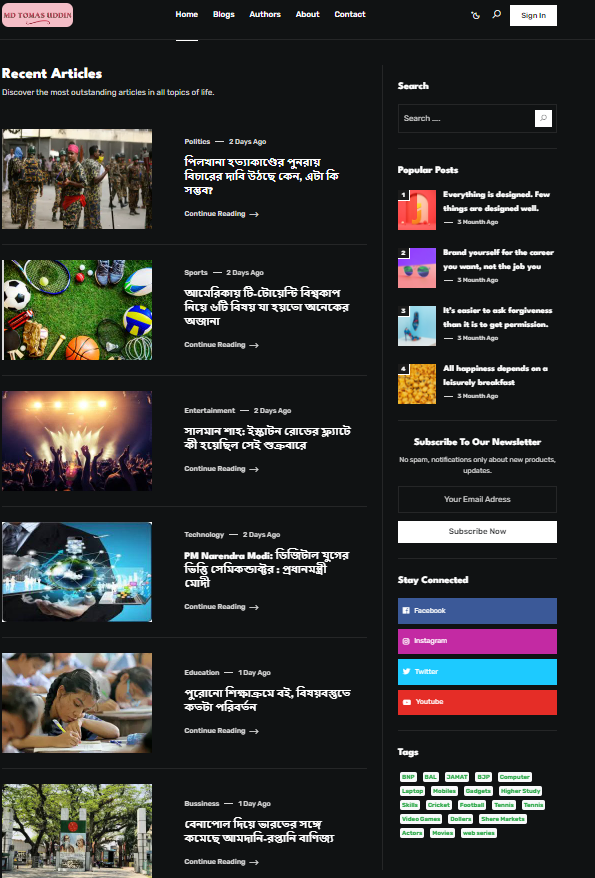 MD TOMAS UDDIN
Home Blogs Authors About Contact
Sign In
Recent Articles
Discover the most outstanding articles in all topics of life.
Politics — 2 Days Ago
পিলখানা হত্যাকাণ্ডের পুনরায়
বিচারের দাবি উঠছে কেন, এটা কি
সম্ভব?
Continue Reading →
Sports — 2 Days Ago
আমেরিকায় টি-টোয়েন্টি বিশ্বকাপ
নিয়ে ৬টি বিষয় যা হয়তো অনেকের
অজানা
Continue Reading →
Entertainment — 2 Days Ago
সালমান শাহ: ইস্কাটন রোডের ফ্ল্যাটে
কী হয়েছিল সেই শুক্রবারে
Continue Reading →
Technology — 2 Days Ago
PM Narendra Modi: ডিজিটাল যুগের
ভিত্তি সেমিকন্ডাক্টর : প্রধানমন্ত্রী
মোদী
Continue Reading →
Education — 1 Day Ago
পুরোনো শিক্ষাক্রমে বই, বিষয়বস্তুতে
কতটা পরিবর্তন
Continue Reading →
Bussiness — 1 Day Ago
বেনাপোল দিয়ে ভারতের সঙ্গে
কমেছে আমদানি-রপ্তানি বাণিজ্য
Continue Reading →
Search
Search ....
Popular Posts
1
Everything is designed. Few
things are designed well.
— 3 Mounth Ago
2
Brand yourself for the career
you want, not the job you
— 3 Mounth Ago
3
It's easier to ask forgiveness
than it is to get permission.
— 3 Mounth Ago
4
All happiness depends on a
leisurely breakfast
— 3 Mounth Ago
Subscribe To Our Newsletter
No spam, notifications only about new products,
updates.
Your Email Adress
Subscribe Now
Stay Connected
Facebook
Instagram
Twitter
Youtube
Tags
BNP BAL JAMAT BJP Computer
Laptop Mobiles Gadgets Higher Study
Skills Cricket Football Tennis Tennis
Video Games Dollers Share Markets
Actors Movies web series